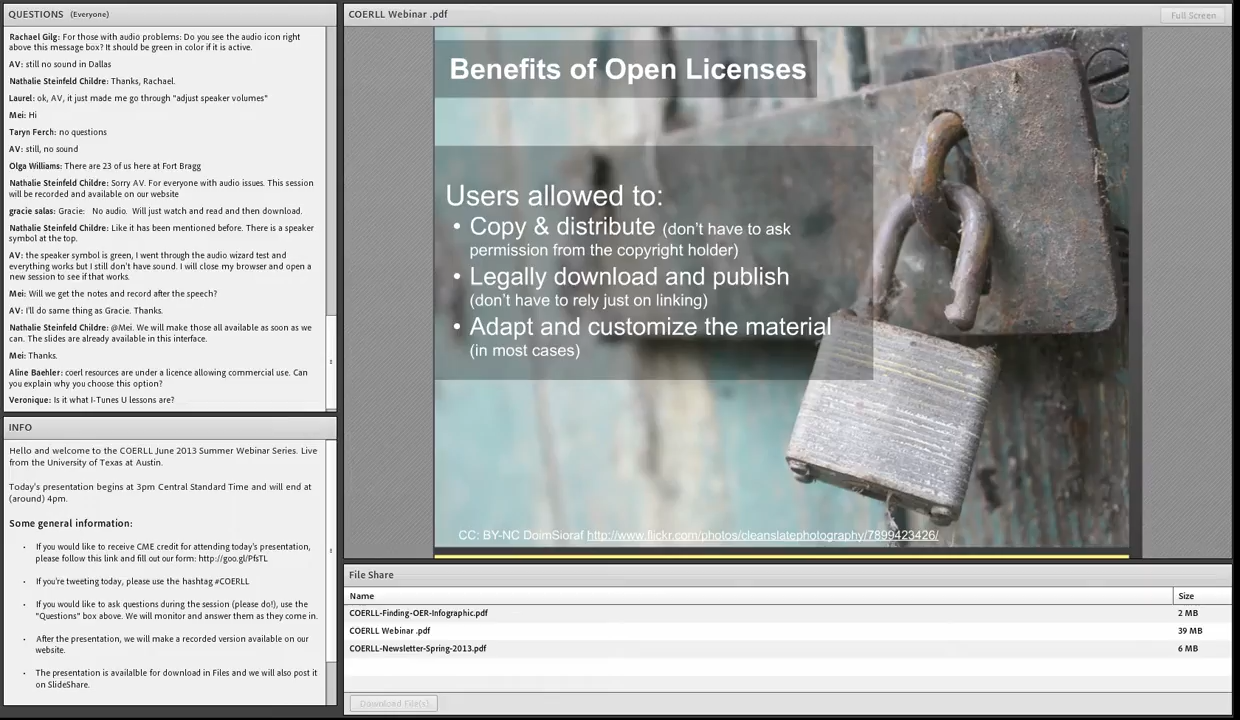 QUESTIONS (Everyone)
Rachael Gilg: For those with audio problems: Do you see the audio icon right
above this message box? It should be green in color if it is active.
AV: still no sound in Dallas
Nathalie Steinfeld Childre: Thanks, Rachael.
Laurel: ok, AV, it just made me go through "adjust speaker volumes"
Mei: Hi
Taryn Ferch: no questions
AV: still, no sound
Olga Williams: There are 23 of us here at Fort Bragg
Nathalie Steinfeld Childre: Sorry AV. For everyone with audio issues. This session
will be recorded and available on our website
gracie salas: Gracie: No audio. Will just watch and read and then download.
Nathalie Steinfeld Childre: Like it has been mentioned before. There is a speaker
symbol at the top.
AV: the speaker symbol is green, I went through the audio wizard test and
everything works but I still don't have sound. I will close my browser and open a
new session to see if that works.
Mei: Will we get the notes and record after the speech?
AV: I'll do same thing as Gracie. Thanks.
Nathalie Steinfeld Childre: @Mei. We will make those all available as soon as we
can. The slides are already available in this interface.
Mei: Thanks.
Aline Baehler: coerl resources are under a licence allowing commercial use. Can
you explain why you choose this option?
Veronique: Is it what I-Tunes U lessons are?
INFO
Hello and welcome to the COERLL June 2013 Summer Webinar Series. Live
from the University of Texas at Austin.
Today's presentation begins at 3pm Central Standard Time and will end at
(around) 4pm.
Some general information:
• If you would like to receive CME credit for attending today's presentation,
please follow this link and fill out our form: http://goo.gl/PfsTL
• If you're tweeting today, please use the hashtag #COERLL
• If you would like to ask questions during the session (please do!), use the
"Questions" box above. We will monitor and answer them as they come in.
• After the presentation, we will make a recorded version available on our
website.
• The presentation is available for download in Files and we will also post it
on SlideShare.
COERLL Webinar .pdf
Full Screen
Benefits of Open Licenses
Users allowed to:
• Copy & distribute (don't have to ask
permission from the copyright holder)
• Legally download and publish
(don't have to rely just on linking)
• Adapt and customize the material
(in most cases)
CC: BY-NC DoimSioraf http://www.flickr.com/photos/cleanslatephotography/7899423426/
File Share
Name Size
COERLL-Finding-OER-Infographic.pdf 2 MB
COERLL Webinar .pdf 39 MB
COERLL-Newsletter-Spring-2013.pdf 6 MB
Download File(s)